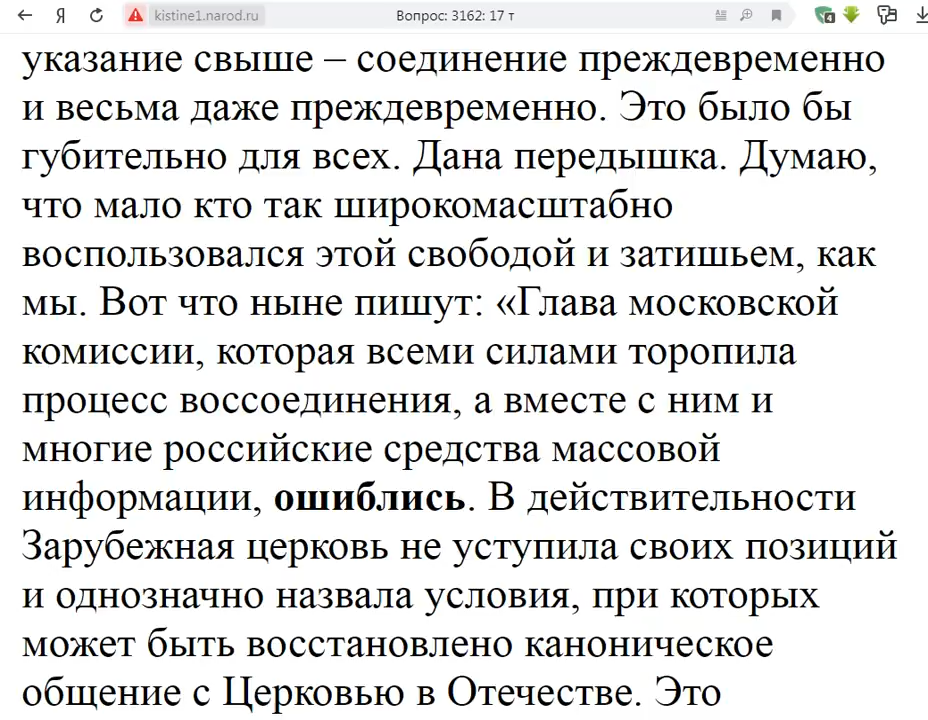 kistine1.narod.ru
Вопрос: 3162: 17 т
4
указание свыше – соединение преждевременно
и весьма даже преждевременно. Это было бы
губительно для всех. Дана передышка. Думаю,
что мало кто так широкомасштабно
воспользовался этой свободой и затишьем, как
мы. Вот что ныне пишут: «Глава московской
комиссии, которая всеми силами торопила
процесс воссоединения, а вместе с ним и
многие российские средства массовой
информации, ошиблись. В действительности
Зарубежная церковь не уступила своих позиций
и однозначно назвала условия, при которых
может быть восстановлено каноническое
общение с Церковью в Отечестве. Это